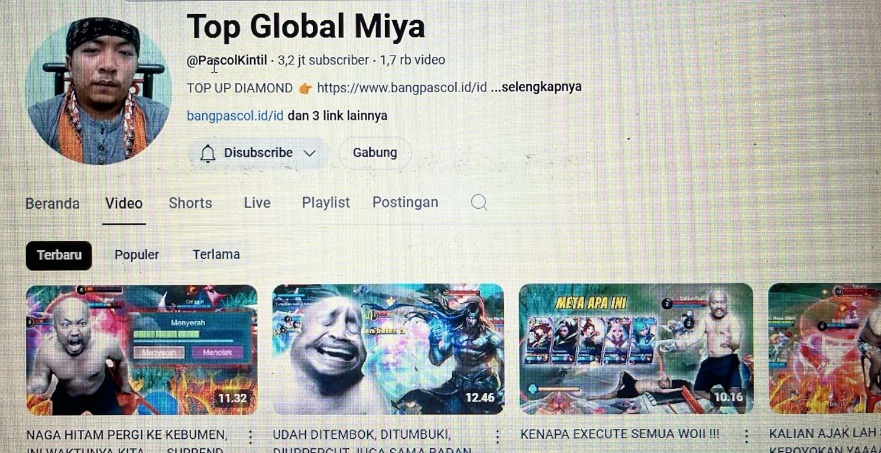 Top Global Miya
@PascolKintil · 3,2 jt subscriber · 1,7 rb video
TOP UP DIAMOND 👉 https://www.bangpascol.id/id ...selengkapnya
bangpascol.id/id dan 3 link lainnya
Disubscribe
Gabung
Beranda Video Shorts Live Playlist Postingan
Terbaru Populer Terlama
Menyerah
Menyerah Menolak
META APA INI
11.32
12.46
10.16
NAGA HITAM PERGI KE KEBUMEN,
UDAH DITEMBOK, DITUMBUKI,
KENAPA EXECUTE SEMUA WOII !!!
KALIAN AJAK LAH
INI WAKTUNYA KITA
DIUPPERCUT JUGA SAMA BADAN